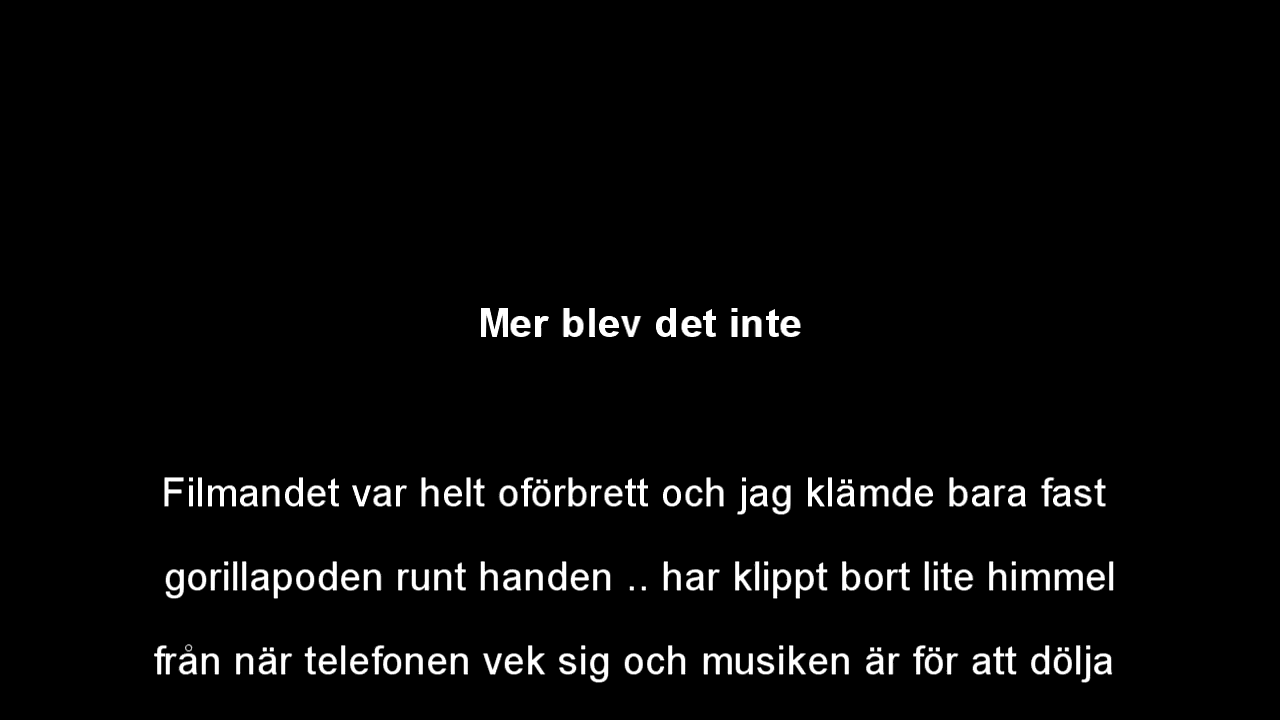 Mer blev det inte
Filmandet var helt oförbrett och jag klämde bara fast
gorillapoden runt handen .. har klippt bort lite himmel
från när telefonen vek sig och musiken är för att dölja